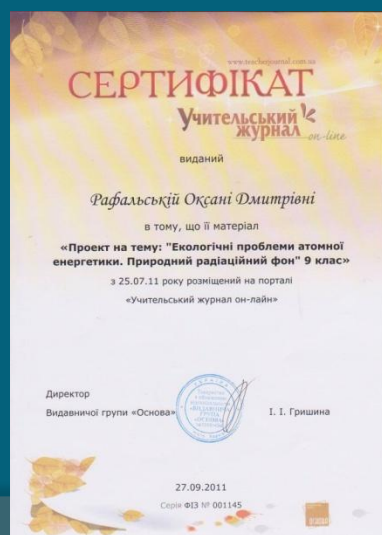 www.teacherjournal.com.ua
СЕРТИФІКАТ
Учительський
журнал on-line
виданий
Рафальській Оксані Дмитрівні
в тому, що її матеріал
«Проект на тему: "Екологічні проблеми атомної
енергетики. Природний радіаційний фон" 9 клас»
з 25.07.11 року розміщений на порталі
«Учительський журнал он-лайн»
Директор
Видавничої групи «Основа»
І. І. Гришина
27.09.2011
Серія ФІЗ № 001145